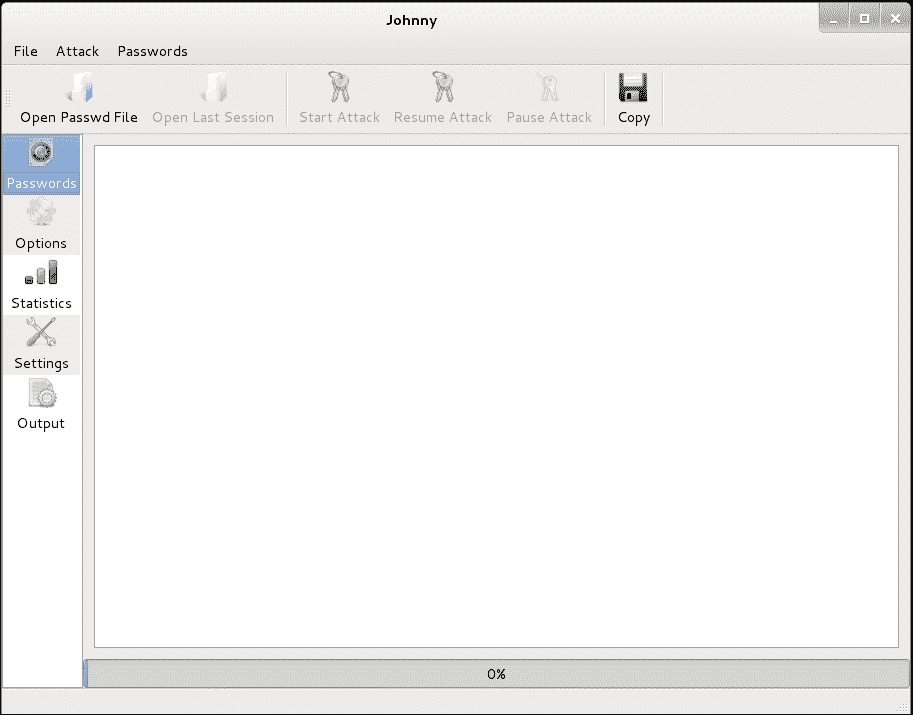 Johnny
File Attack Passwords
Open Passwd File Open Last Session Start Attack Resume Attack Pause Attack Copy
Passwords
Options
Statistics
Settings
Output
0%